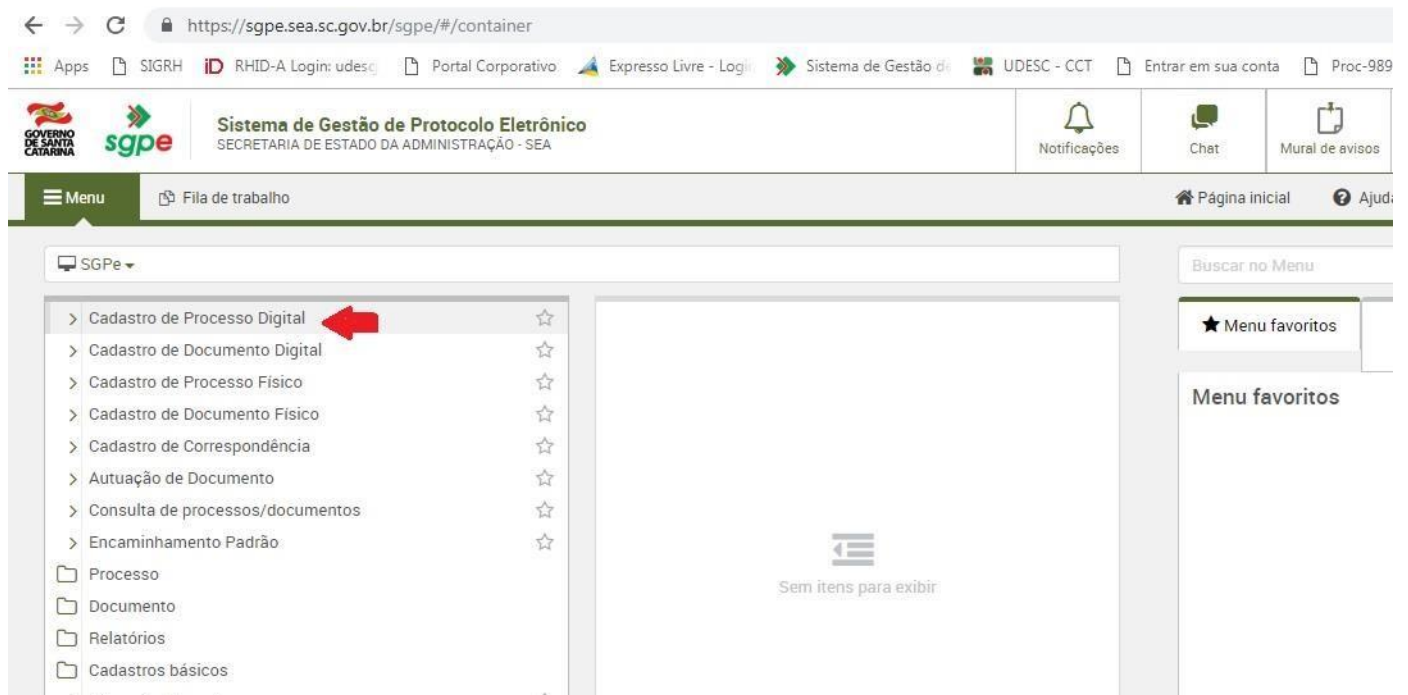 https://sgpe.sea.sc.gov.br/sgpe/#/container
Apps SIGRH RHID-A Login: udesc Portal Corporativo Expresso Livre - Login Sistema de Gestão de UDESC - CCT Entrar em sua conta Proc-989
GOVERNO DE SANTA CATARINA
sgpe
Sistema de Gestão de Protocolo Eletrônico
SECRETARIA DE ESTADO DA ADMINISTRAÇÃO - SEA
Notificações Chat Mural de avisos
Menu Fila de trabalho Página inicial Ajuda
SGPe Buscar no Menu
Cadastro de Processo Digital
Cadastro de Documento Digital
Cadastro de Processo Físico
Cadastro de Documento Físico
Cadastro de Correspondência
Autuação de Documento
Consulta de processos/documentos
Encaminhamento Padrão
Processo
Documento
Relatórios
Cadastros básicos
Sem itens para exibir
Menu favoritos
Menu favoritos